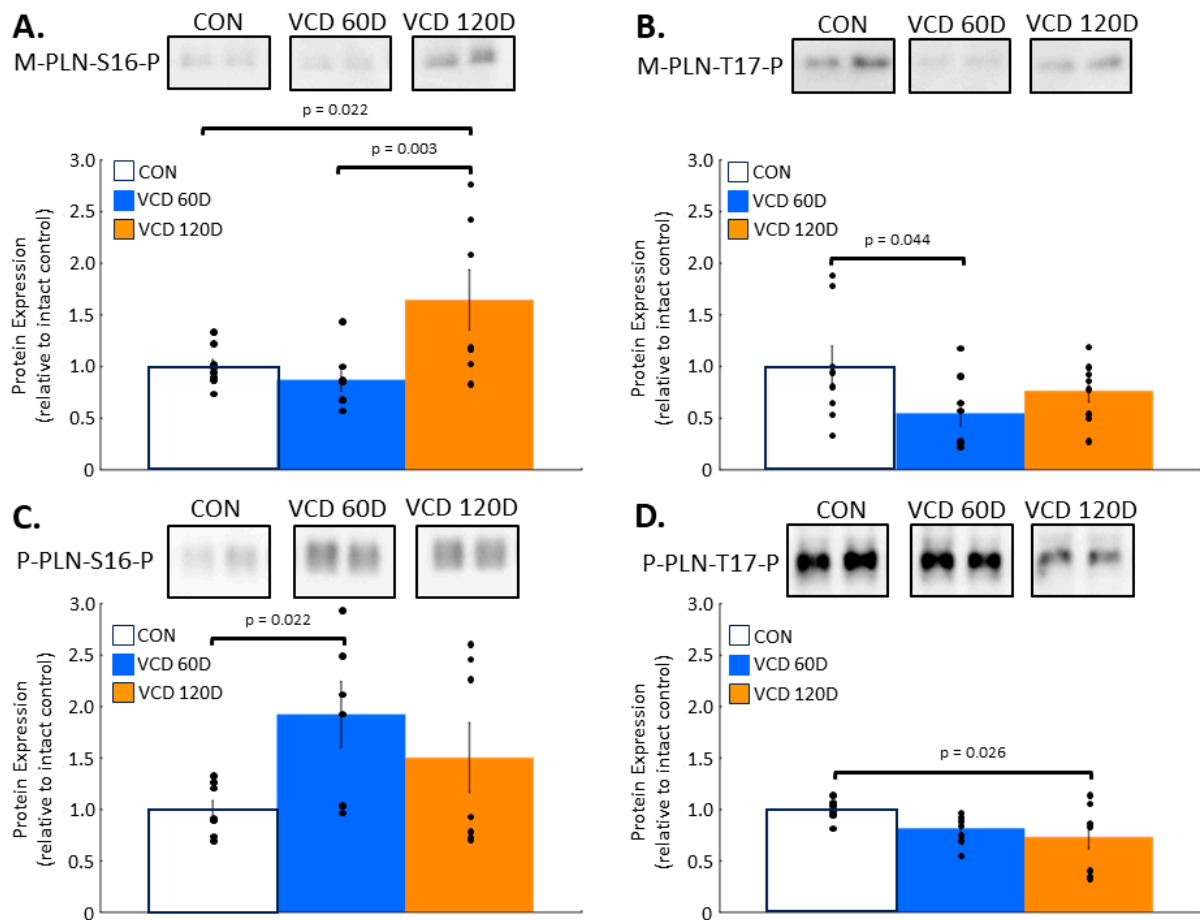 A.
CON VCD 60D VCD 120D
M-PLN-S16-P
p = 0.022
p = 0.003
3.0
2.5
2.0
1.5
1.0
0.5
0
Protein Expression
(relative to intact control)
CON
VCD 60D
VCD 120D
B.
CON VCD 60D VCD 120D
M-PLN-T17-P
p = 0.044
3.0
2.5
2.0
1.5
1.0
0.5
0
Protein Expression
(relative to intact control)
CON
VCD 60D
VCD 120D
C.
CON VCD 60D VCD 120D
P-PLN-S16-P
p = 0.022
3.0
2.5
2.0
1.5
1.0
0.5
0
Protein Expression
(relative to intact control)
CON
VCD 60D
VCD 120D
D.
CON VCD 60D VCD 120D
P-PLN-T17-P
p = 0.026
3.0
2.5
2.0
1.5
1.0
0.5
0
Protein Expression
(relative to intact control)
CON
VCD 60D
VCD 120D